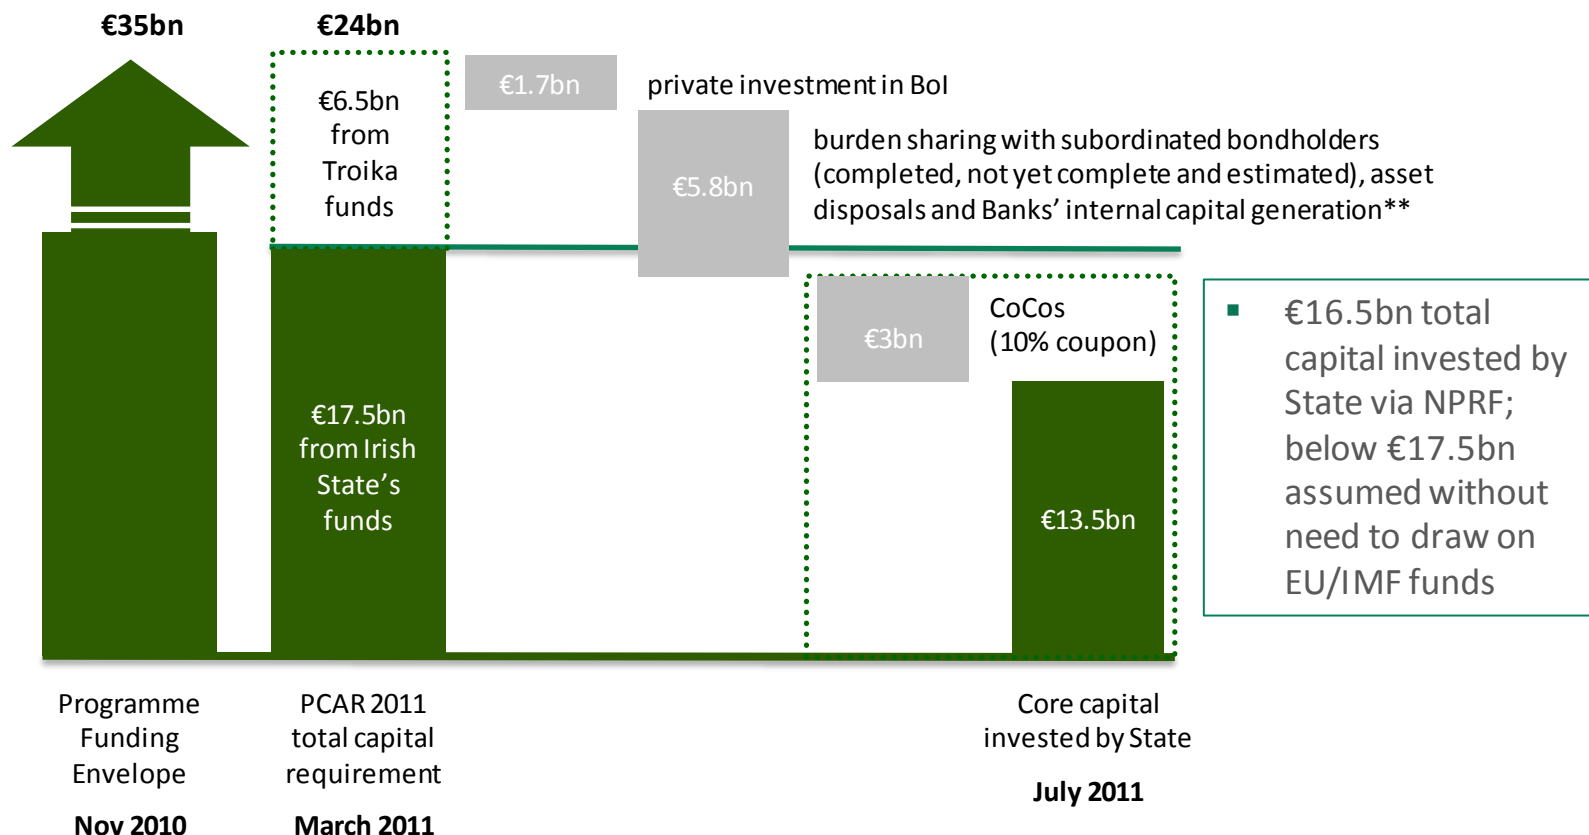 €35bn
€24bn
€6.5bn
from
Troika
funds
€1.7bn
private investment in BoI
€5.8bn
burden sharing with subordinated bondholders
(completed, not yet complete and estimated), asset
disposals and Banks' internal capital generation**
€17.5bn
from Irish
State's
funds
€3bn
CoCos
(10% coupon)
€13.5bn
▪ €16.5bn total
capital invested by
State via NPRF;
below €17.5bn
assumed without
need to draw on
EU/IMF funds
Programme
Funding
Envelope
Nov 2010
PCAR 2011
total capital
requirement
March 2011
Core capital
invested by State
July 2011